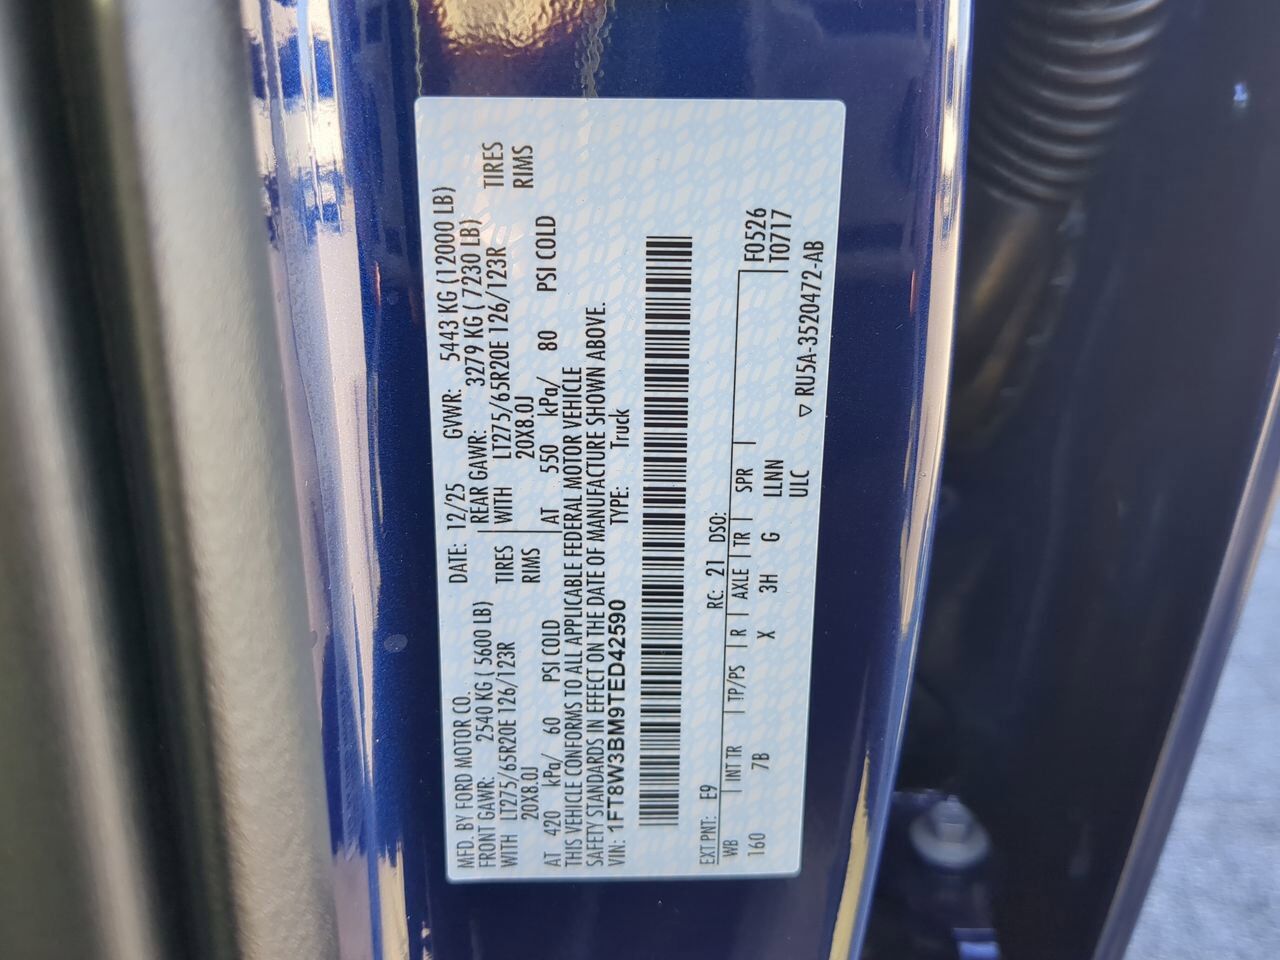 MFD. BY FORD MOTOR CO. DATE: 12/25 GVWR: 5443 KG (12000 LB)
FRONT GAWR: 2540 KG ( 5600 LB) REAR GAWR: 3279 KG ( 7230 LB)
WITH LT275/65R20E 126/123R TIRES WITH LT275/65R20E 126/123R TIRES
20X8.0J RIMS 20X8.0J RIMS
AT 420 kPa/ 60 PSI COLD AT 550 kPa/ 80 PSI COLD
THIS VEHICLE CONFORMS TO ALL APPLICABLE FEDERAL MOTOR VEHICLE
SAFETY STANDARDS IN EFFECT ON THE DATE OF MANUFACTURE SHOWN ABOVE.
VIN: 1FT8W3BM9TED42590 TYPE: Truck
EXT PNT: E9 RC: 21 DSO:
WB INT TR TP/PS R AXLE TR SPR F0526
160 7B X 3H G LLNN T0717
ULC
▽ RU5A-3520472-AB